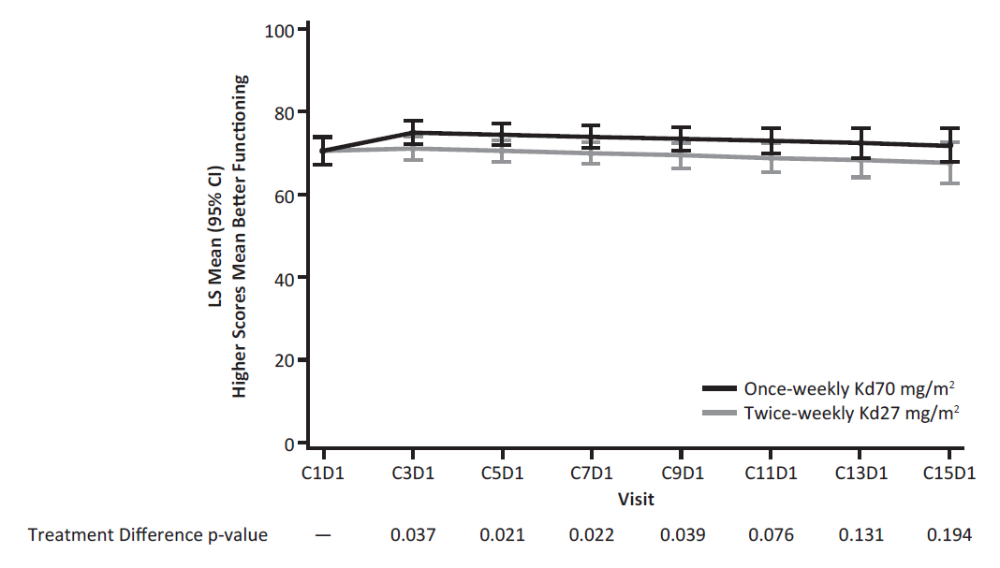 LS Mean (95% CI)
Higher Scores Mean Better Functioning
100
80
60
40
20
0
Once-weekly Kd70 mg/m²
Twice-weekly Kd27 mg/m²
C1D1 C3D1 C5D1 C7D1 C9D1 C11D1 C13D1 C15D1
Visit
Treatment Difference p-value — 0.037 0.021 0.022 0.039 0.076 0.131 0.194